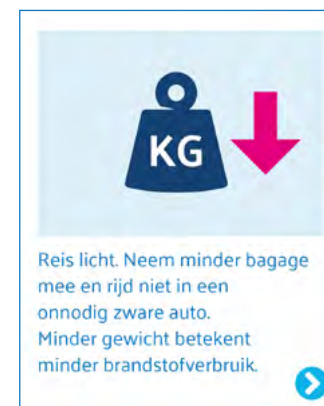 KG
Reis licht. Neem minder bagage
mee en rijd niet in een
onnodig zware auto.
Minder gewicht betekent
minder brandstofverbruik.